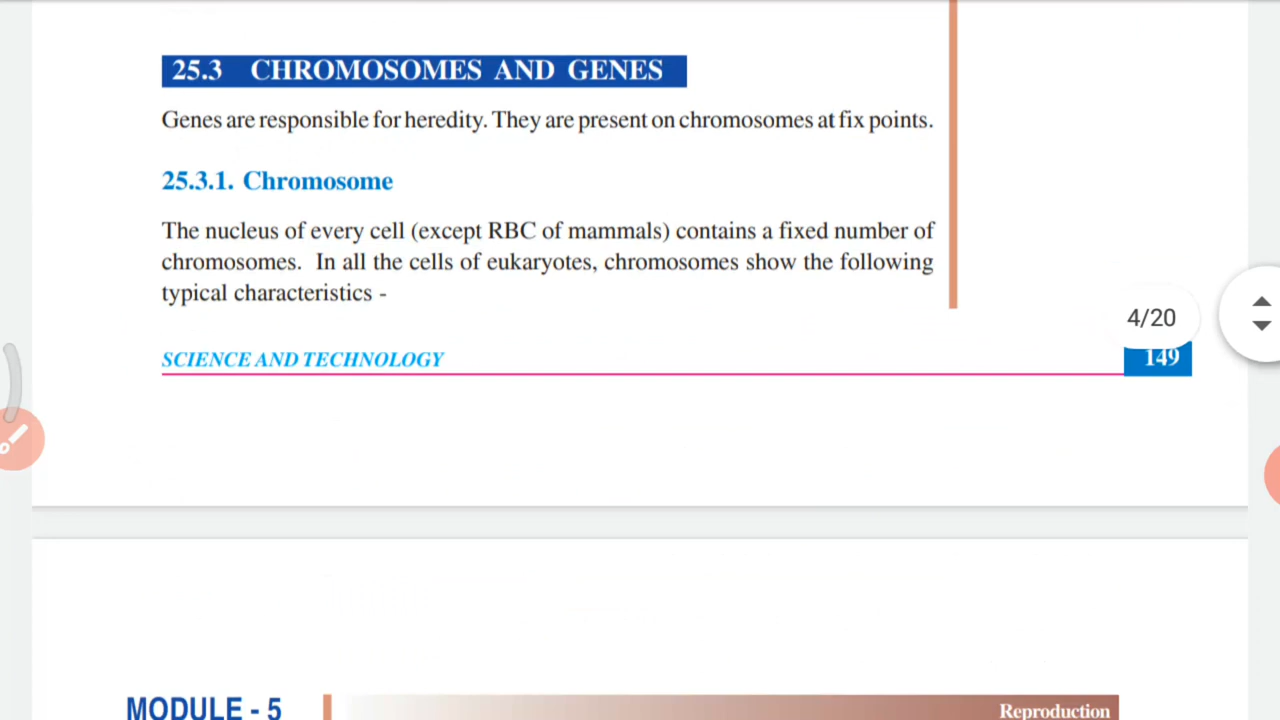 25.3 CHROMOSOMES AND GENES
Genes are responsible for heredity. They are present on chromosomes at fix points.
25.3.1. Chromosome
The nucleus of every cell (except RBC of mammals) contains a fixed number of
chromosomes. In all the cells of eukaryotes, chromosomes show the following
typical characteristics -
4/20
SCIENCE AND TECHNOLOGY
149
MODULE - 5
Reproduction